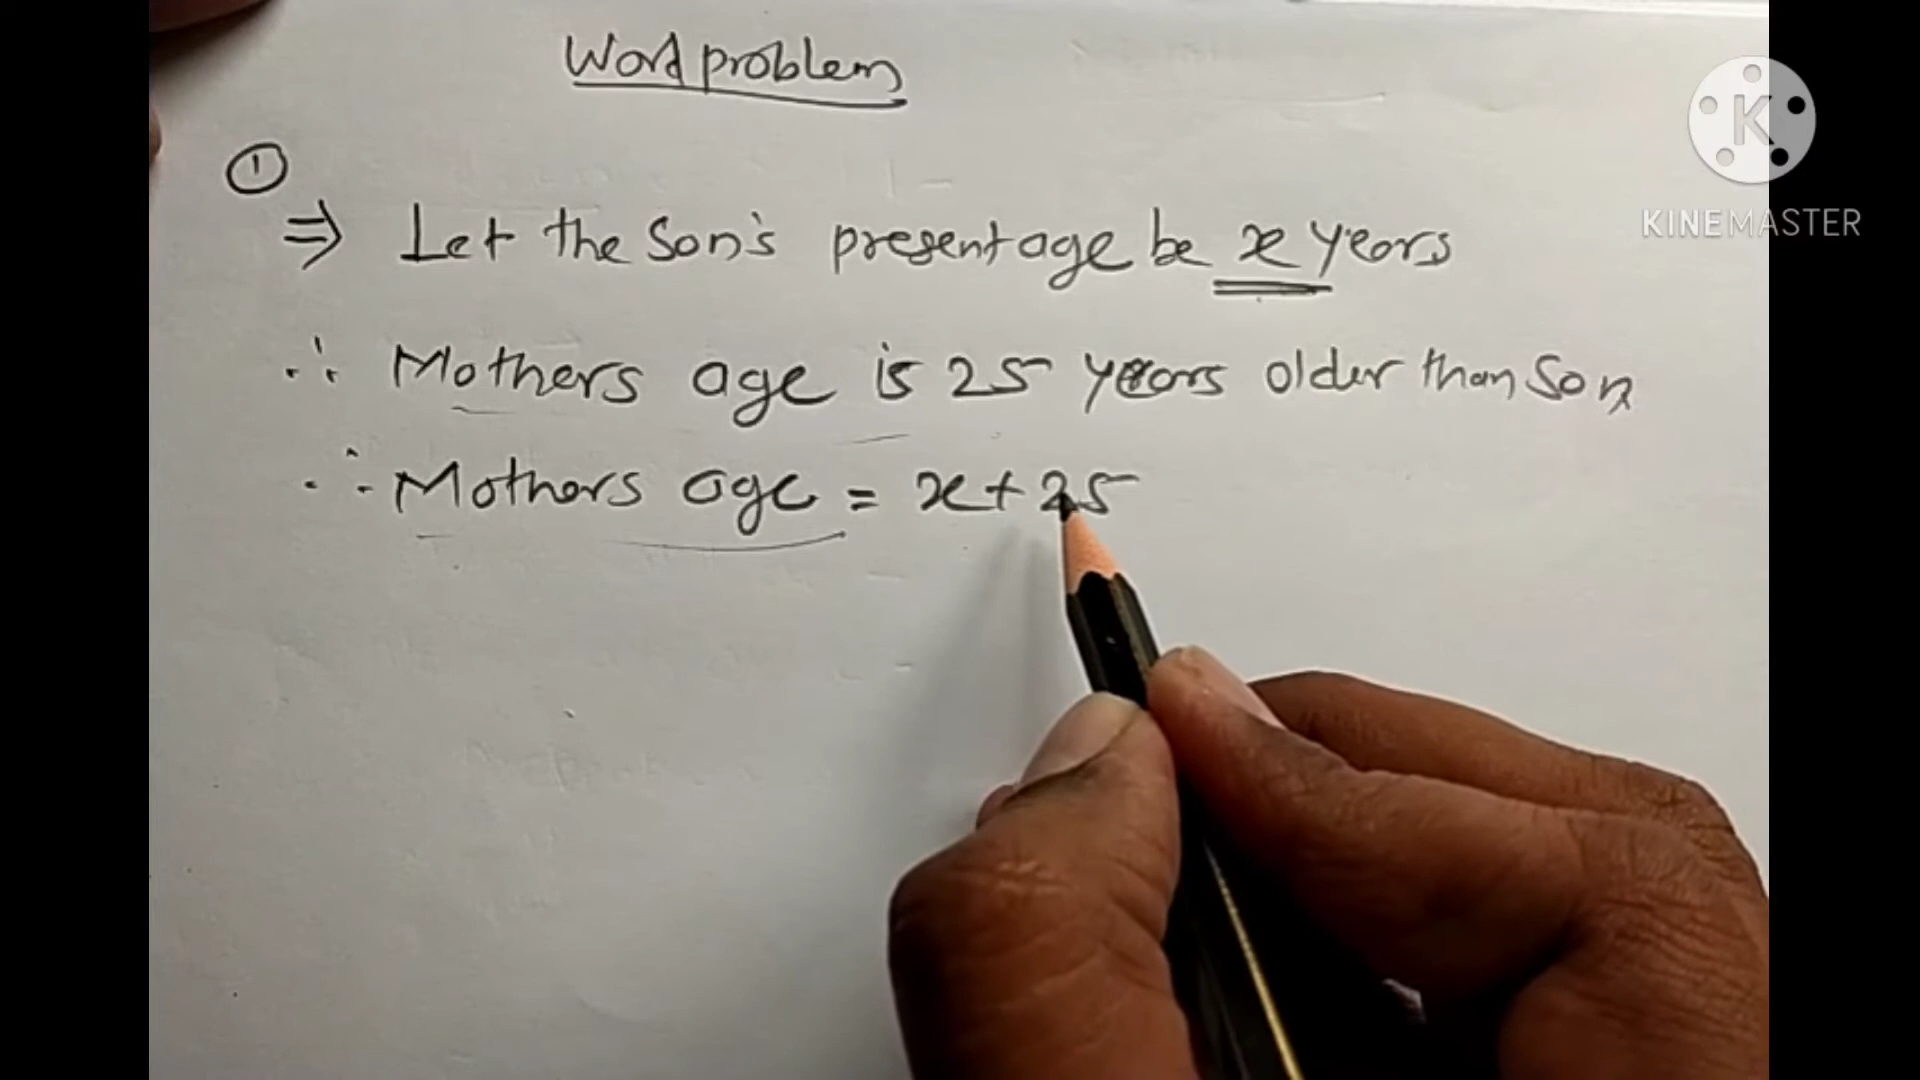 Word problem
①
⇒ Let the Son's present age be x years
∴ Mothers age is 25 years older than Son
∴ Mothers age = x+25
K
KINEMASTER